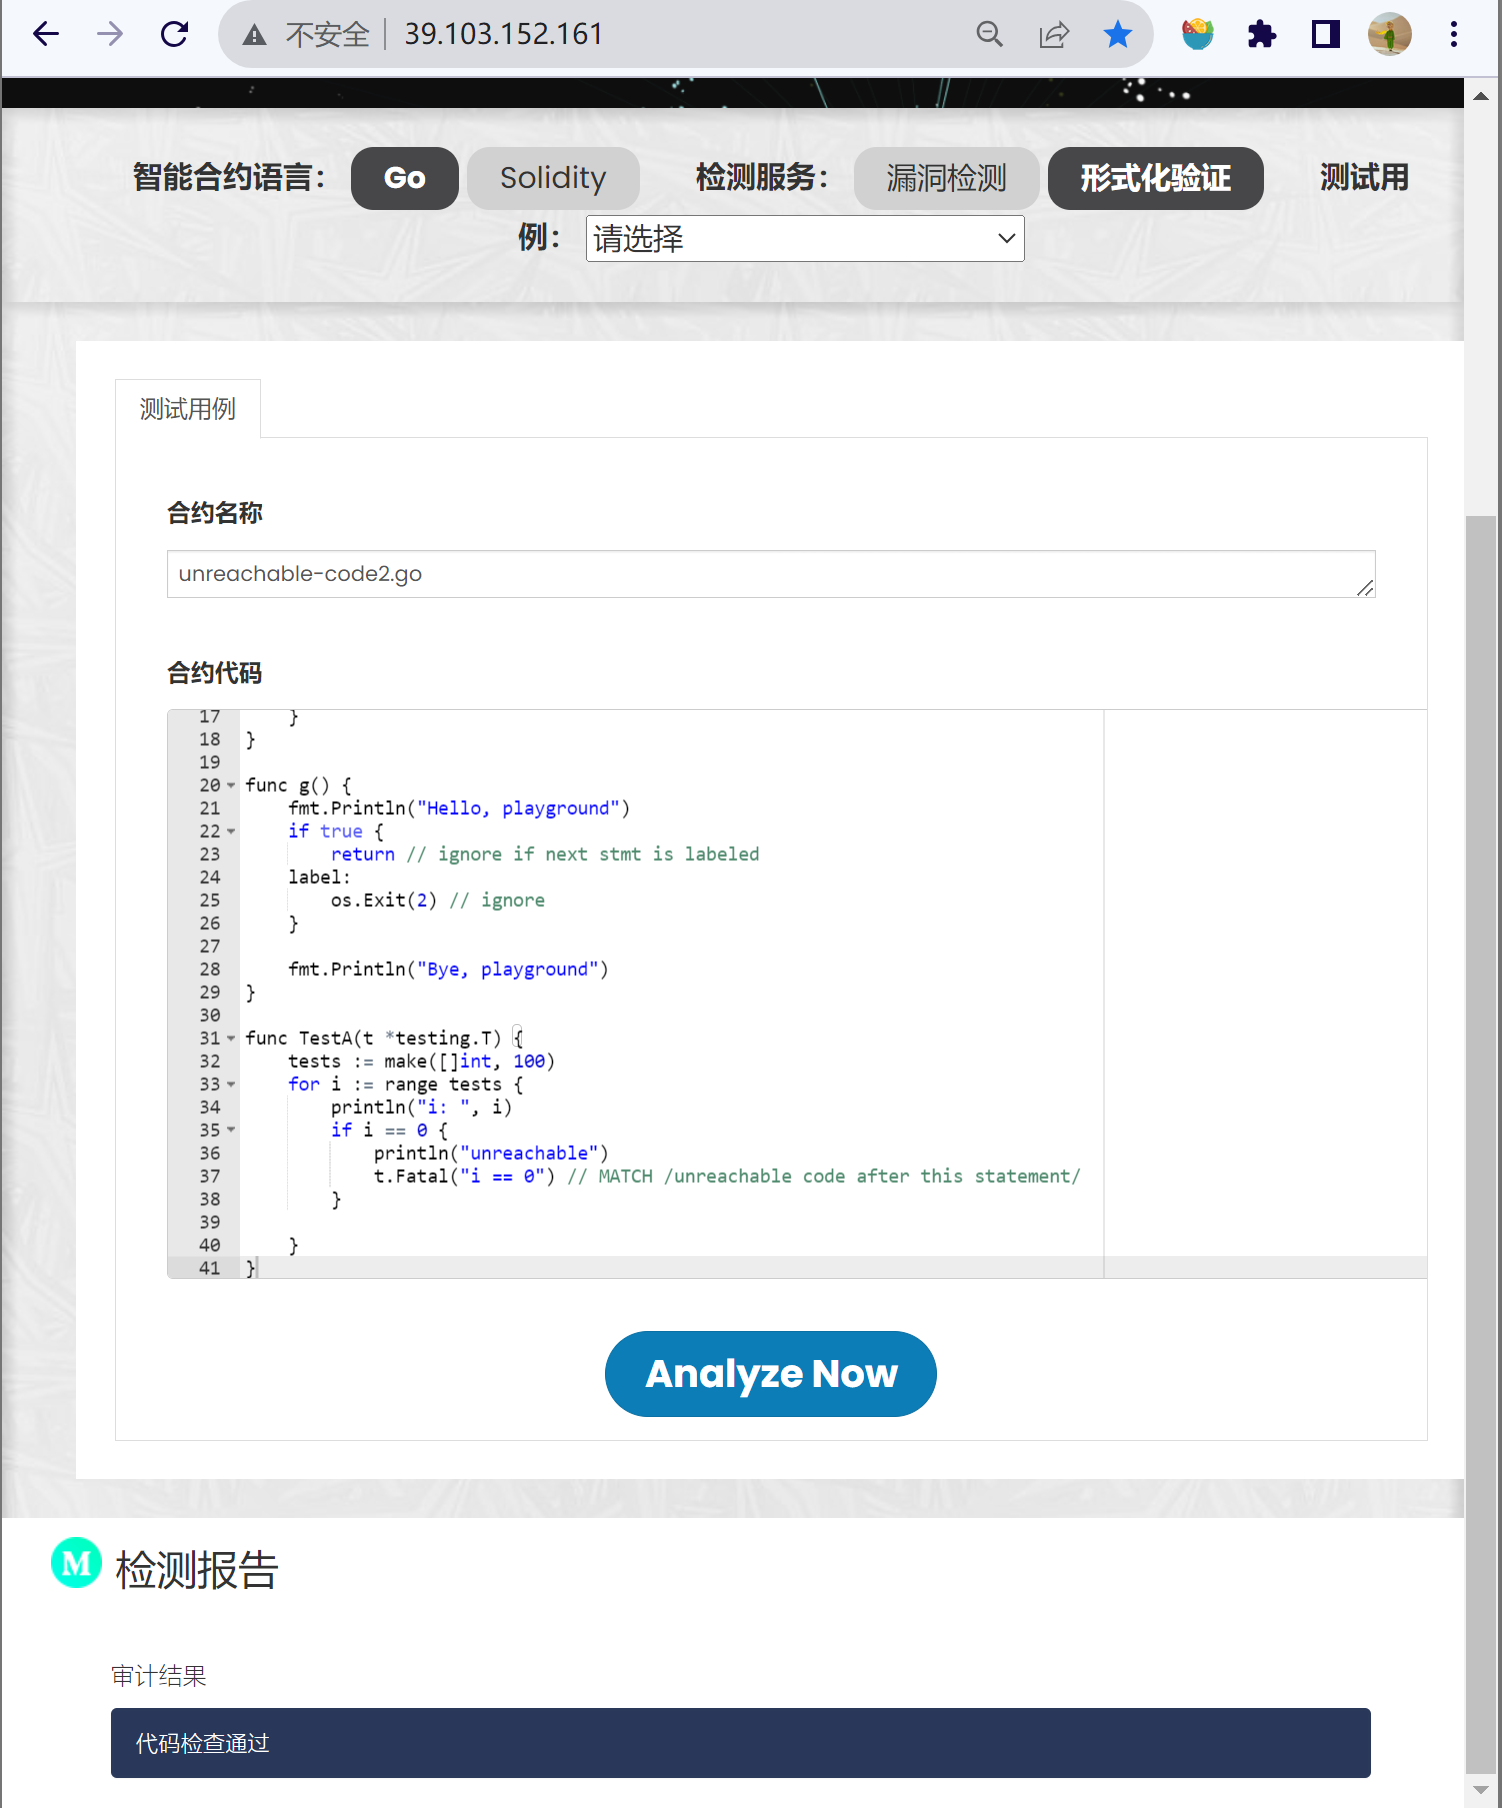 不安全 39.103.152.161
智能合约语言： Go Solidity 检测服务： 漏洞检测 形式化验证 测试用
例： 请选择
测试用例
合约名称
unreachable-code2.go
合约代码
17     }
18 }
19
20 func g() {
21     fmt.Println("Hello, playground")
22     if true {
23         return // ignore if next stmt is labeled
24     label:
25         os.Exit(2) // ignore
26     }
27
28     fmt.Println("Bye, playground")
29 }
30
31 func TestA(t *testing.T) {
32     tests := make([]int, 100)
33     for i := range tests {
34         println("i: ", i)
35         if i == 0 {
36             println("unreachable")
37             t.Fatal("i == 0") // MATCH /unreachable code after this statement/
38         }
39
40     }
41 }
Analyze Now
M 检测报告
审计结果
代码检查通过